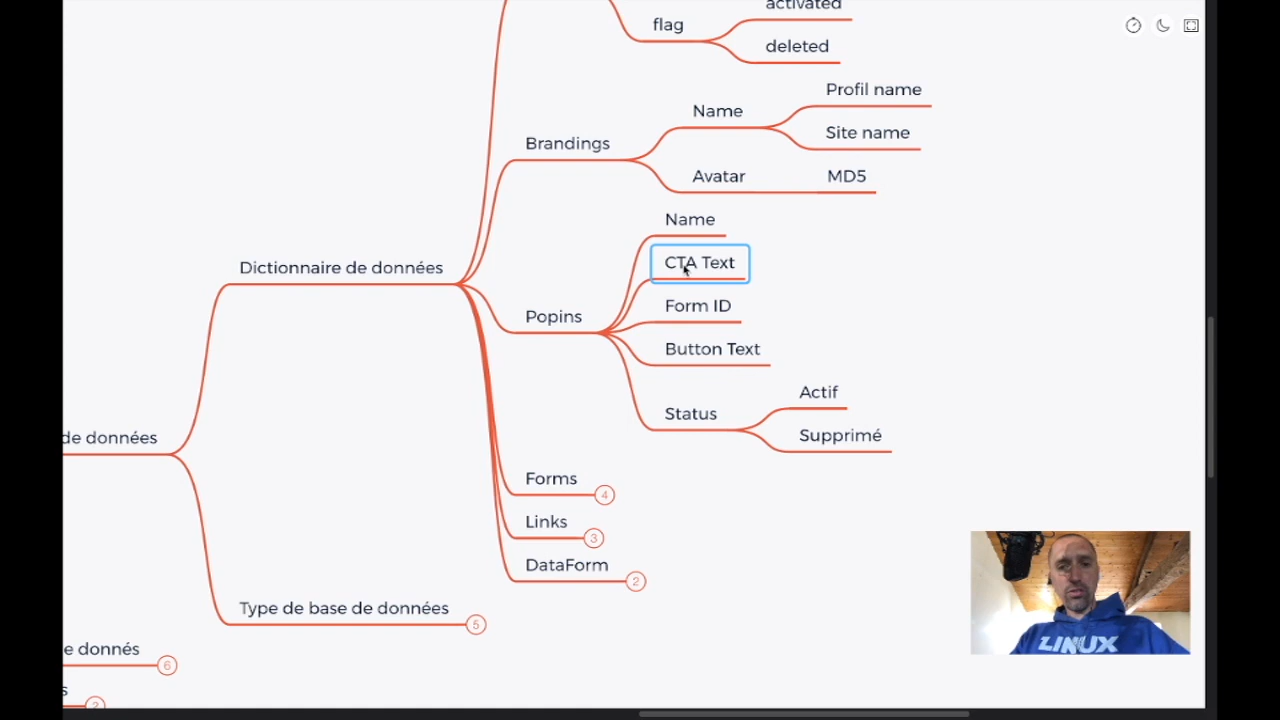 activated
flag
deleted
Profil name
Name
Site name
Brandings
Avatar
MD5
Name
CTA Text
Dictionnaire de données
Form ID
Popins
Button Text
Actif
Status
Supprimé
de données
Forms
4
Links
3
DataForm
2
Type de base de données
5
e donnés
6
s
2
LINUX